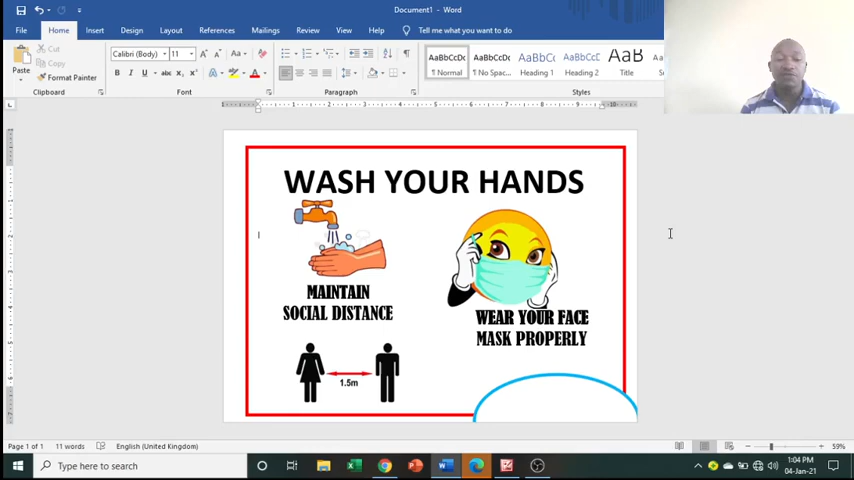 Document1 - Word
File
Home
Insert
Design
Layout
References
Mailings
Review
View
Help
Tell me what you want to do
Cut
Copy
Paste
Format Painter
Clipboard
Calibri (Body)
11
Font
Paragraph
AaBbCcDc
¶ Normal
AaBbCcDc
¶ No Spac...
AaBbCc
Heading 1
AaBbCcC
Heading 2
AaB
Title
Styles
WASH YOUR HANDS
MAINTAIN
SOCIAL DISTANCE
WEAR YOUR FACE
MASK PROPERLY
1.5m
Page 1 of 1
11 words
English (United Kingdom)
59%
Type here to search
1:04 PM
04-Jan-21